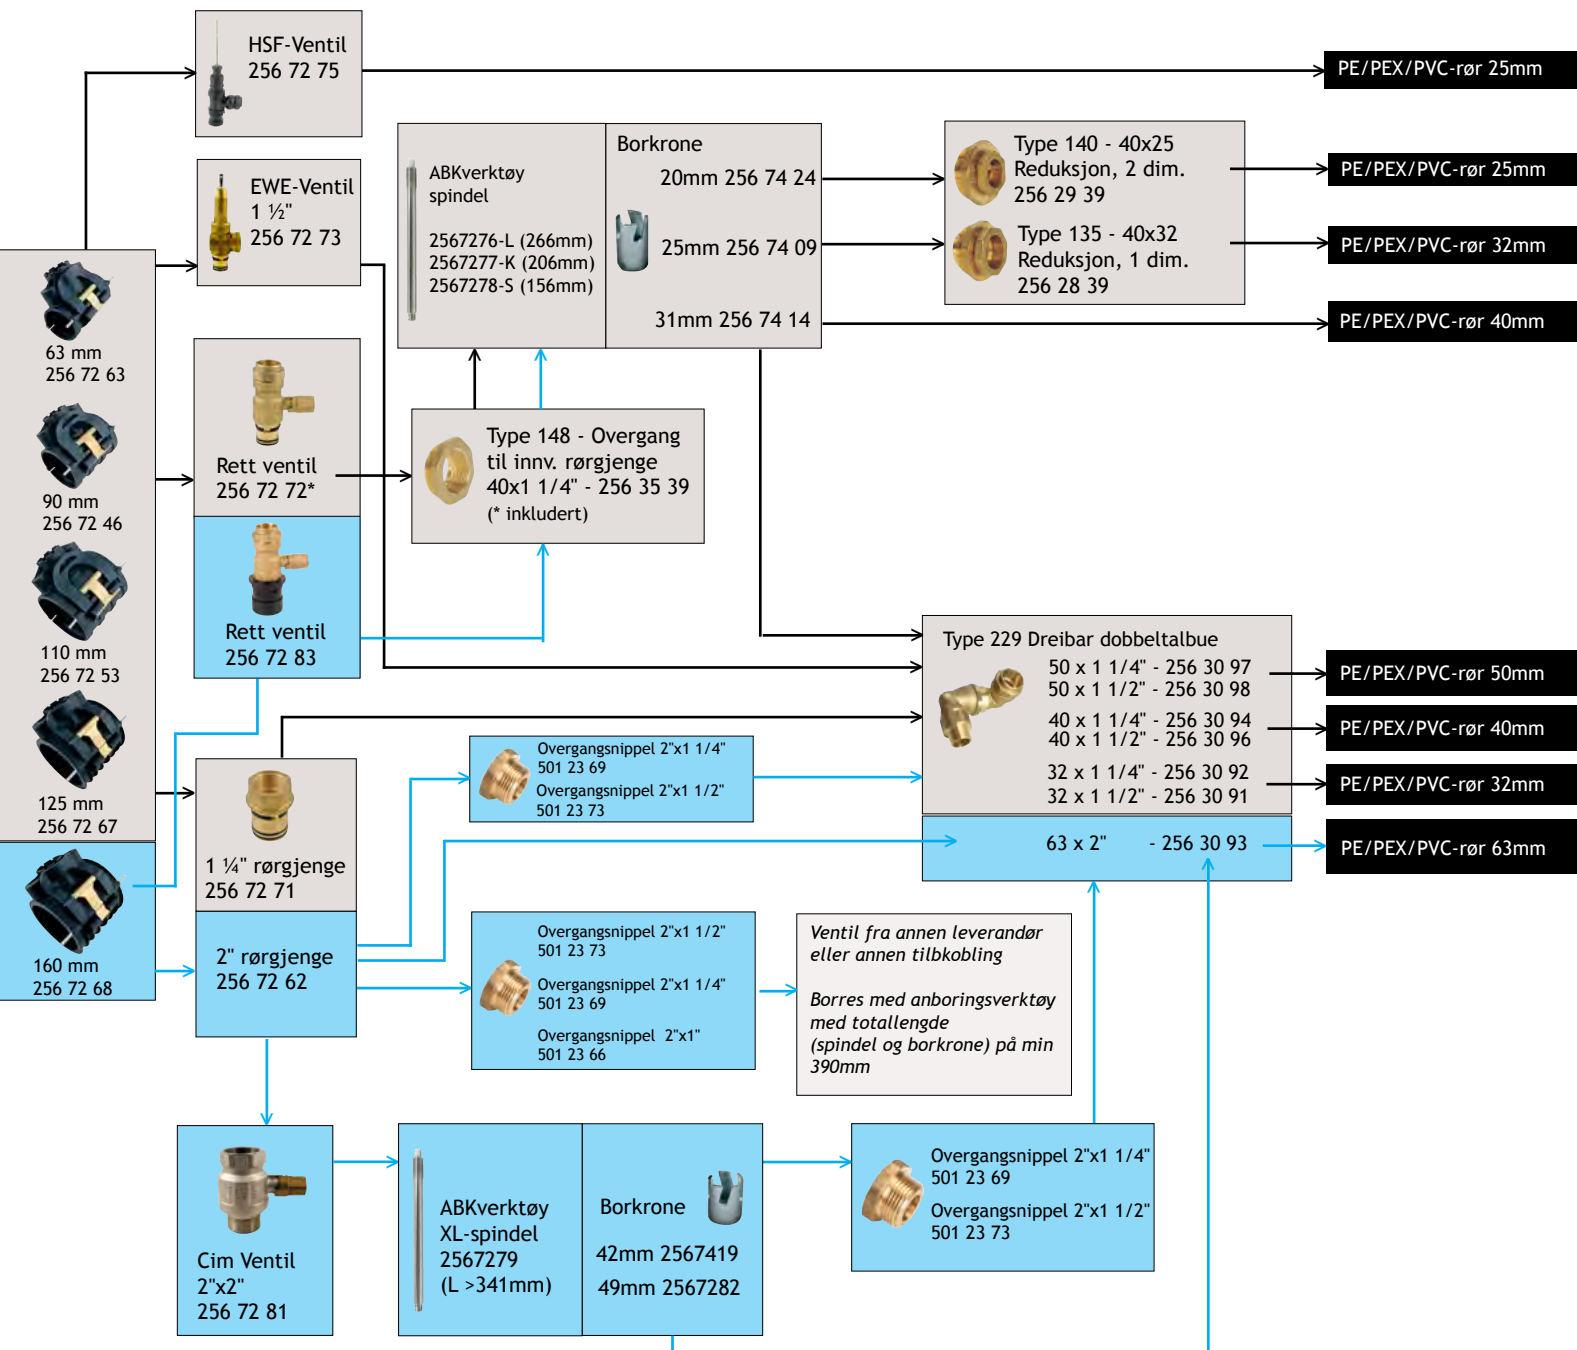 HSF-Ventil
256 72 75
PE/PEX/PVC-rør 25mm
EWE-Ventil
1 ½"
256 72 73
ABKverktøy
spindel
2567276-L (266mm)
2567277-K (206mm)
2567278-S (156mm)
Borkrone
20mm 256 74 24
25mm 256 74 09
31mm 256 74 14
Type 140 - 40x25
Reduksjon, 2 dim.
256 29 39
Type 135 - 40x32
Reduksjon, 1 dim.
256 28 39
PE/PEX/PVC-rør 25mm
PE/PEX/PVC-rør 32mm
PE/PEX/PVC-rør 40mm
63 mm
256 72 63
90 mm
256 72 46
110 mm
256 72 53
125 mm
256 72 67
160 mm
256 72 68
Rett ventil
256 72 72*
Rett ventil
256 72 83
Type 148 - Overgang
til innv. rørgjenge
40x1 1/4" - 256 35 39
(* inkludert)
Type 229 Dreibar dobbeltalbue
50 x 1 1/4" - 256 30 97
50 x 1 1/2" - 256 30 98
40 x 1 1/4" - 256 30 94
40 x 1 1/2" - 256 30 96
32 x 1 1/4" - 256 30 92
32 x 1 1/2" - 256 30 91
63 x 2" - 256 30 93
PE/PEX/PVC-rør 50mm
PE/PEX/PVC-rør 40mm
PE/PEX/PVC-rør 32mm
PE/PEX/PVC-rør 63mm
1 ¼" rørgjenge
256 72 71
2" rørgjenge
256 72 62
Overgangsnippel 2"x1 1/4"
501 23 69
Overgangsnippel 2"x1 1/2"
501 23 73
Overgangsnippel 2"x1 1/2"
501 23 73
Overgangsnippel 2"x1 1/4"
501 23 69
Overgangsnippel 2"x1"
501 23 66
Ventil fra annen leverandør
eller annen tilbkobling
Borres med anboringsverktøy
med totallengde
(spindel og borkrone) på min
390mm
Cim Ventil
2"x2"
256 72 81
ABKverktøy
XL-spindel
2567279
(L >341mm)
Borkrone
42mm 2567419
49mm 2567282
Overgangsnippel 2"x1 1/4"
501 23 69
Overgangsnippel 2"x1 1/2"
501 23 73